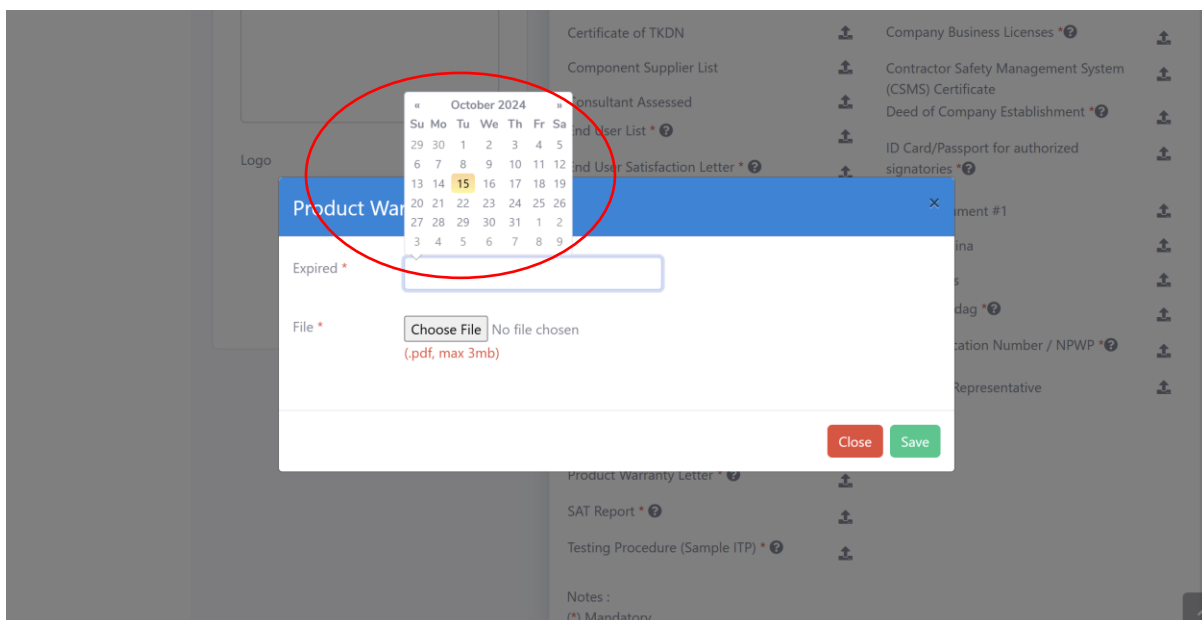 Certificate of TKDN
Component Supplier List
Consultant Assessed
nd User List *
nd User Satisfaction Letter *
Company Business Licenses *
Contractor Safety Management System
(CSMS) Certificate
Deed of Company Establishment *
ID Card/Passport for authorized
signatories *
Logo
« October 2024 »
Su Mo Tu We Th Fr Sa
29 30 1 2 3 4 5
6 7 8 9 10 11 12
13 14 15 16 17 18 19
20 21 22 23 24 25 26
27 28 29 30 31 1 2
3 4 5 6 7 8 9
Product War
×
Expired *
File *
Choose File No file chosen
(.pdf, max 3mb)
Close Save
ment #1
ina
s
dag *
cation Number / NPWP *
Representative
Product Warranty Letter *
SAT Report *
Testing Procedure (Sample ITP) *
Notes :
(*) Mandatory